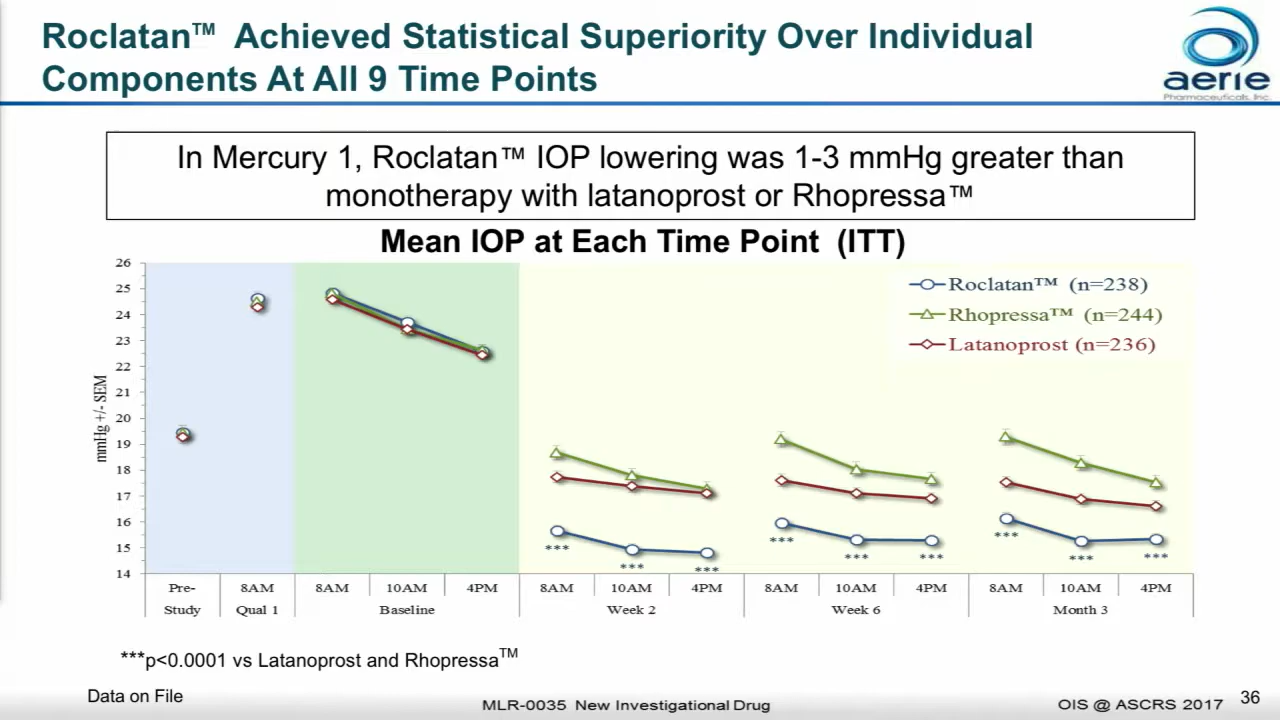 Roclatan™ Achieved Statistical Superiority Over Individual
Components At All 9 Time Points
aerie
Pharmaceuticals, Inc.
In Mercury 1, Roclatan™ IOP lowering was 1-3 mmHg greater than
monotherapy with latanoprost or Rhopressa™
Mean IOP at Each Time Point (ITT)
mmHg +/- SEM
26
25
24
23
22
21
20
19
18
17
16
15
14
Roclatan™ (n=238)
Rhopressa™ (n=244)
Latanoprost (n=236)
*** *** *** *** *** *** *** *** ***
Pre- 8AM 8AM 10AM 4PM 8AM 10AM 4PM 8AM 10AM 4PM 8AM 10AM 4PM
Study Qual 1 Baseline Week 2 Week 6 Month 3
***p<0.0001 vs Latanoprost and Rhopressa™
Data on File
MLR-0035 New Investigational Drug
OIS @ ASCRS 2017
36